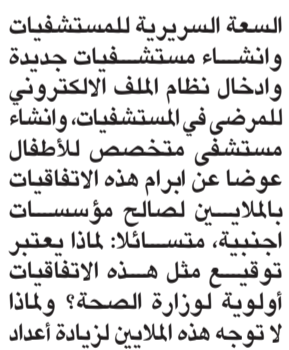 السعة السريرية للمستشفيات
وانشاء مستشفيات جديدة
وادخال نظام الملف الالكتروني
للمرضى في المستشفيات، وانشاء
مستشفى متخصص للأطفال
عوضا عن ابرام هذه الاتفاقيات
بالملايين لصالح مؤسسات
اجنبية، متسائلا: لماذا يعتبر
توقيع مثل هذه الاتفاقيات
أولوية لوزارة الصحة؟ ولماذا
لا توجه هذه الملايين لزيادة أعداد